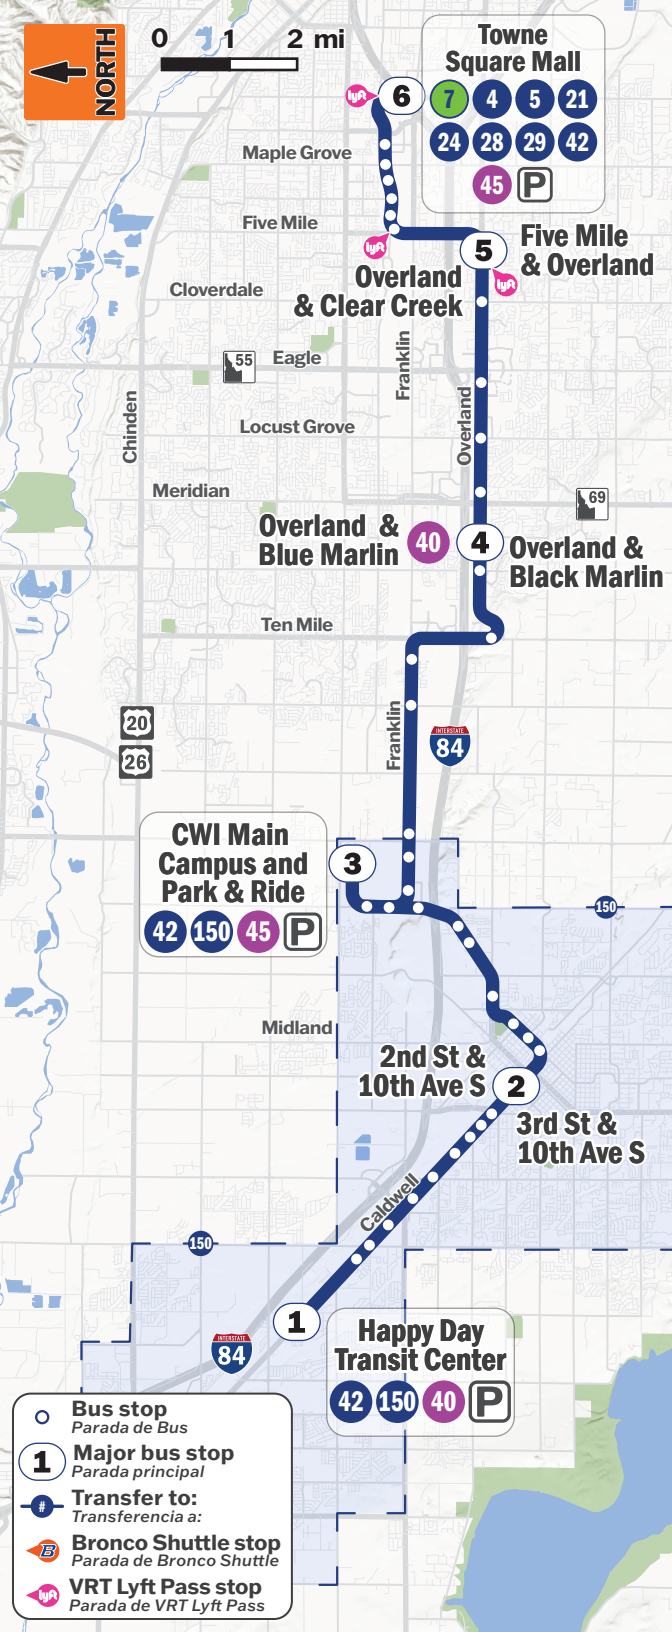 NORTH
0 1 2 mi
Towne
Square Mall
lyft
6
7 4 5 21
24 28 29 42
45 P
Maple Grove
Five Mile
lyft
5
Five Mile
& Overland
lyft
Overland
& Clear Creek
Cloverdale
Franklin
Eagle
55
Chinden
Overland
Locust Grove
Meridian
69
Overland &
Blue Marlin
40
4
Overland &
Black Marlin
Ten Mile
20
26
Franklin
INTERSTATE
84
CWI Main
Campus and
Park & Ride
42 150 45 P
3
150
Midland
2nd St &
10th Ave S
2
3rd St &
10th Ave S
Caldwell
150
1
INTERSTATE
84
Happy Day
Transit Center
42 150 40 P
Bus stop
Parada de Bus
1
Major bus stop
Parada principal
#
Transfer to:
Transferencia a:
B
Bronco Shuttle stop
Parada de Bronco Shuttle
lyft
VRT Lyft Pass stop
Parada de VRT Lyft Pass